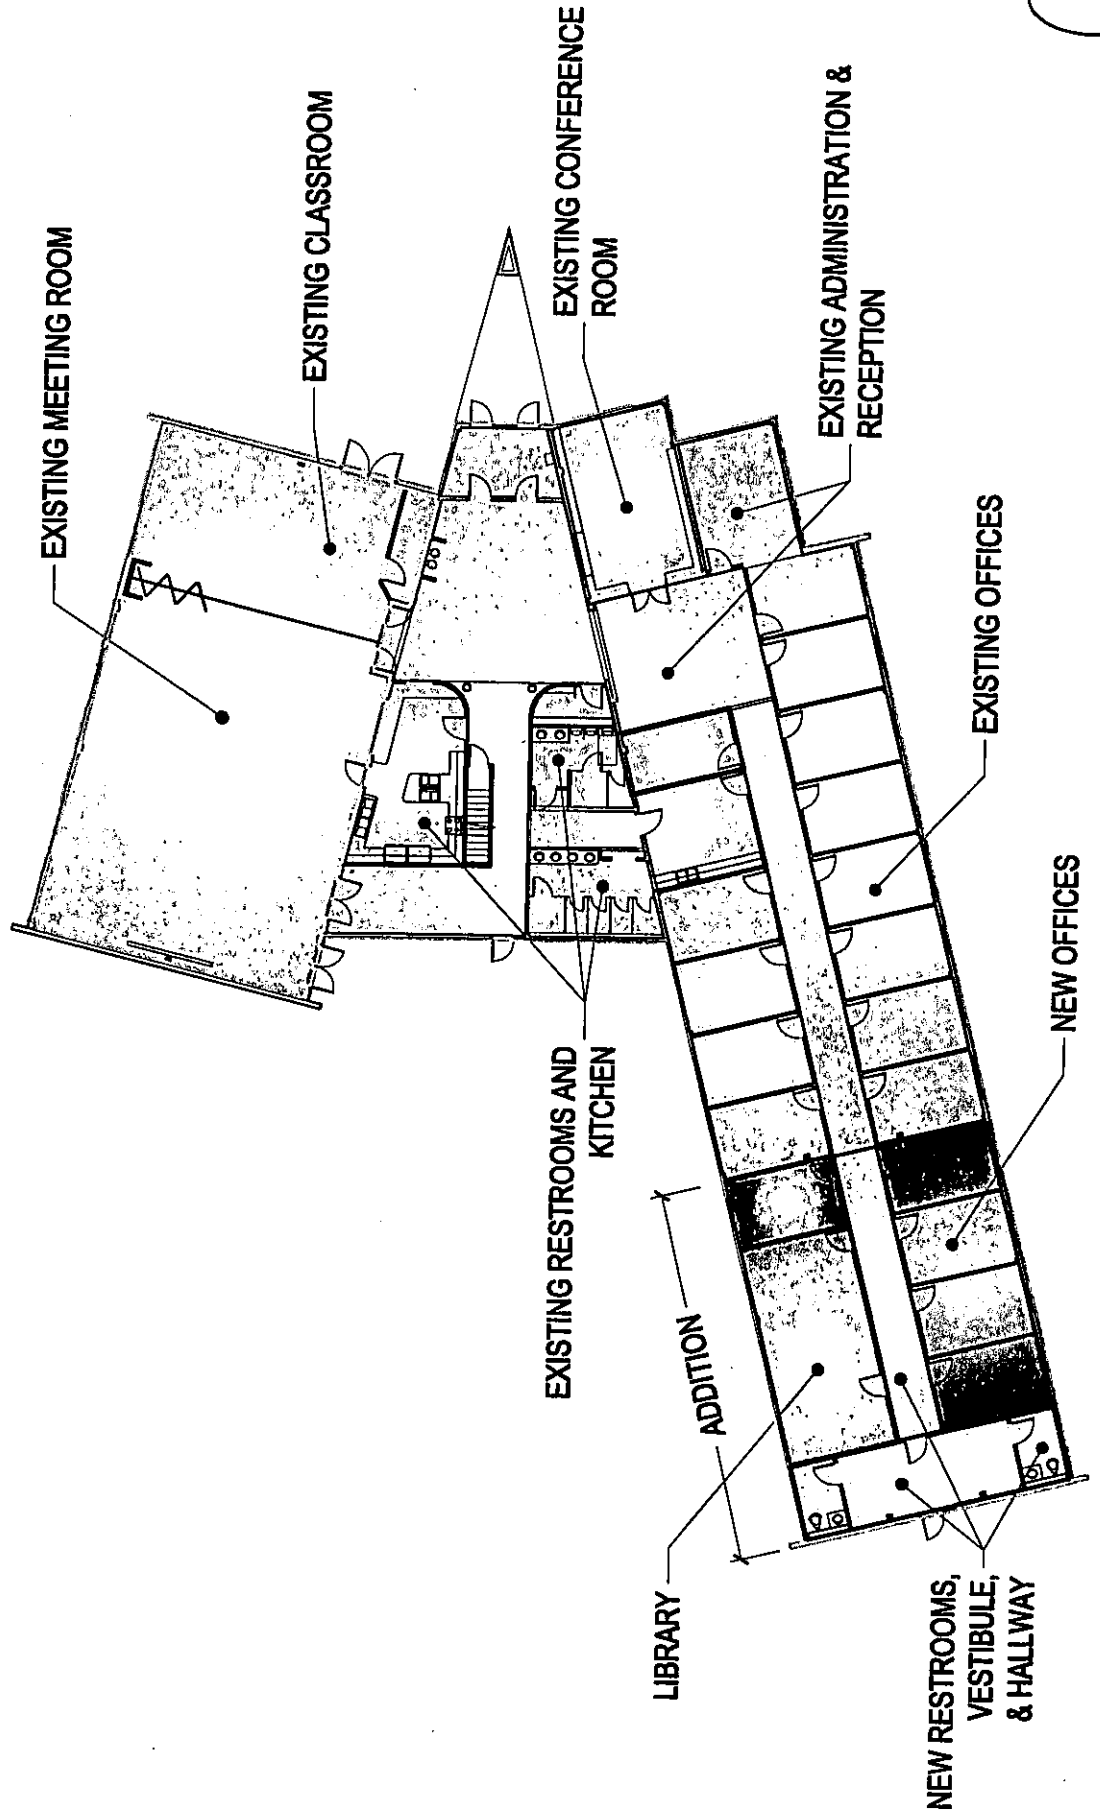 EXISTING MEETING ROOM
EXISTING CLASSROOM
EXISTING CONFERENCE
ROOM
EXISTING ADMINISTRATION &
RECEPTION
EXISTING RESTROOMS AND
KITCHEN
EXISTING OFFICES
NEW OFFICES
ADDITION
LIBRARY
NEW RESTROOMS,
VESTIBULE,
& HALLWAY